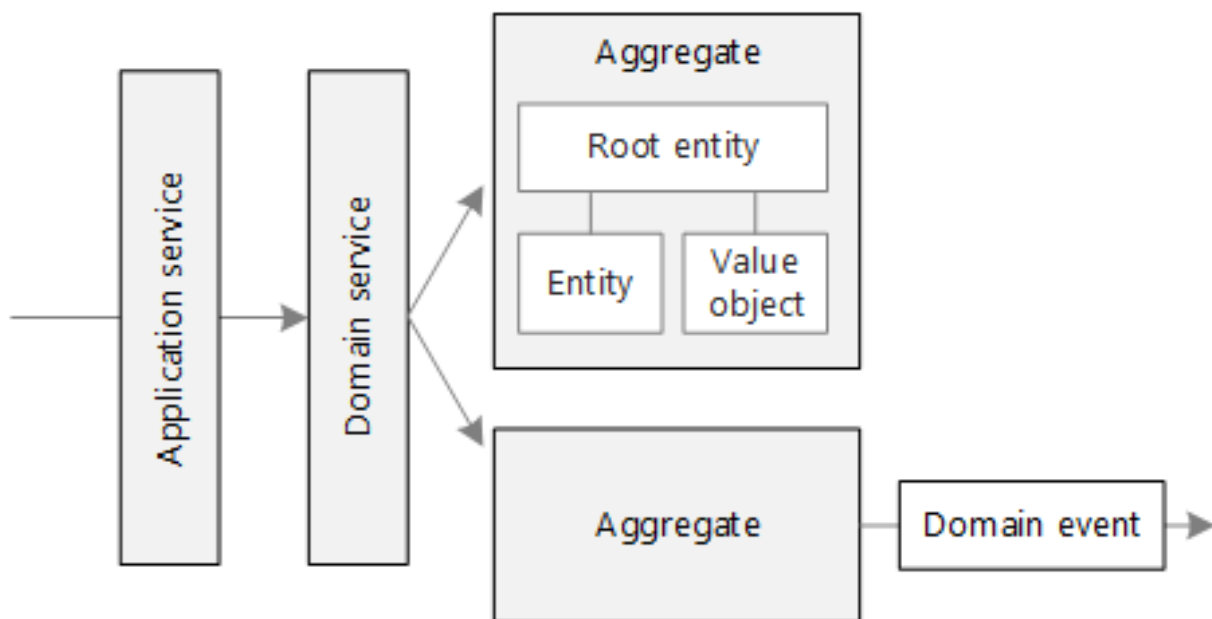 Application service
Domain service
Aggregate
Root entity
Entity
Value
object
Aggregate
Domain event